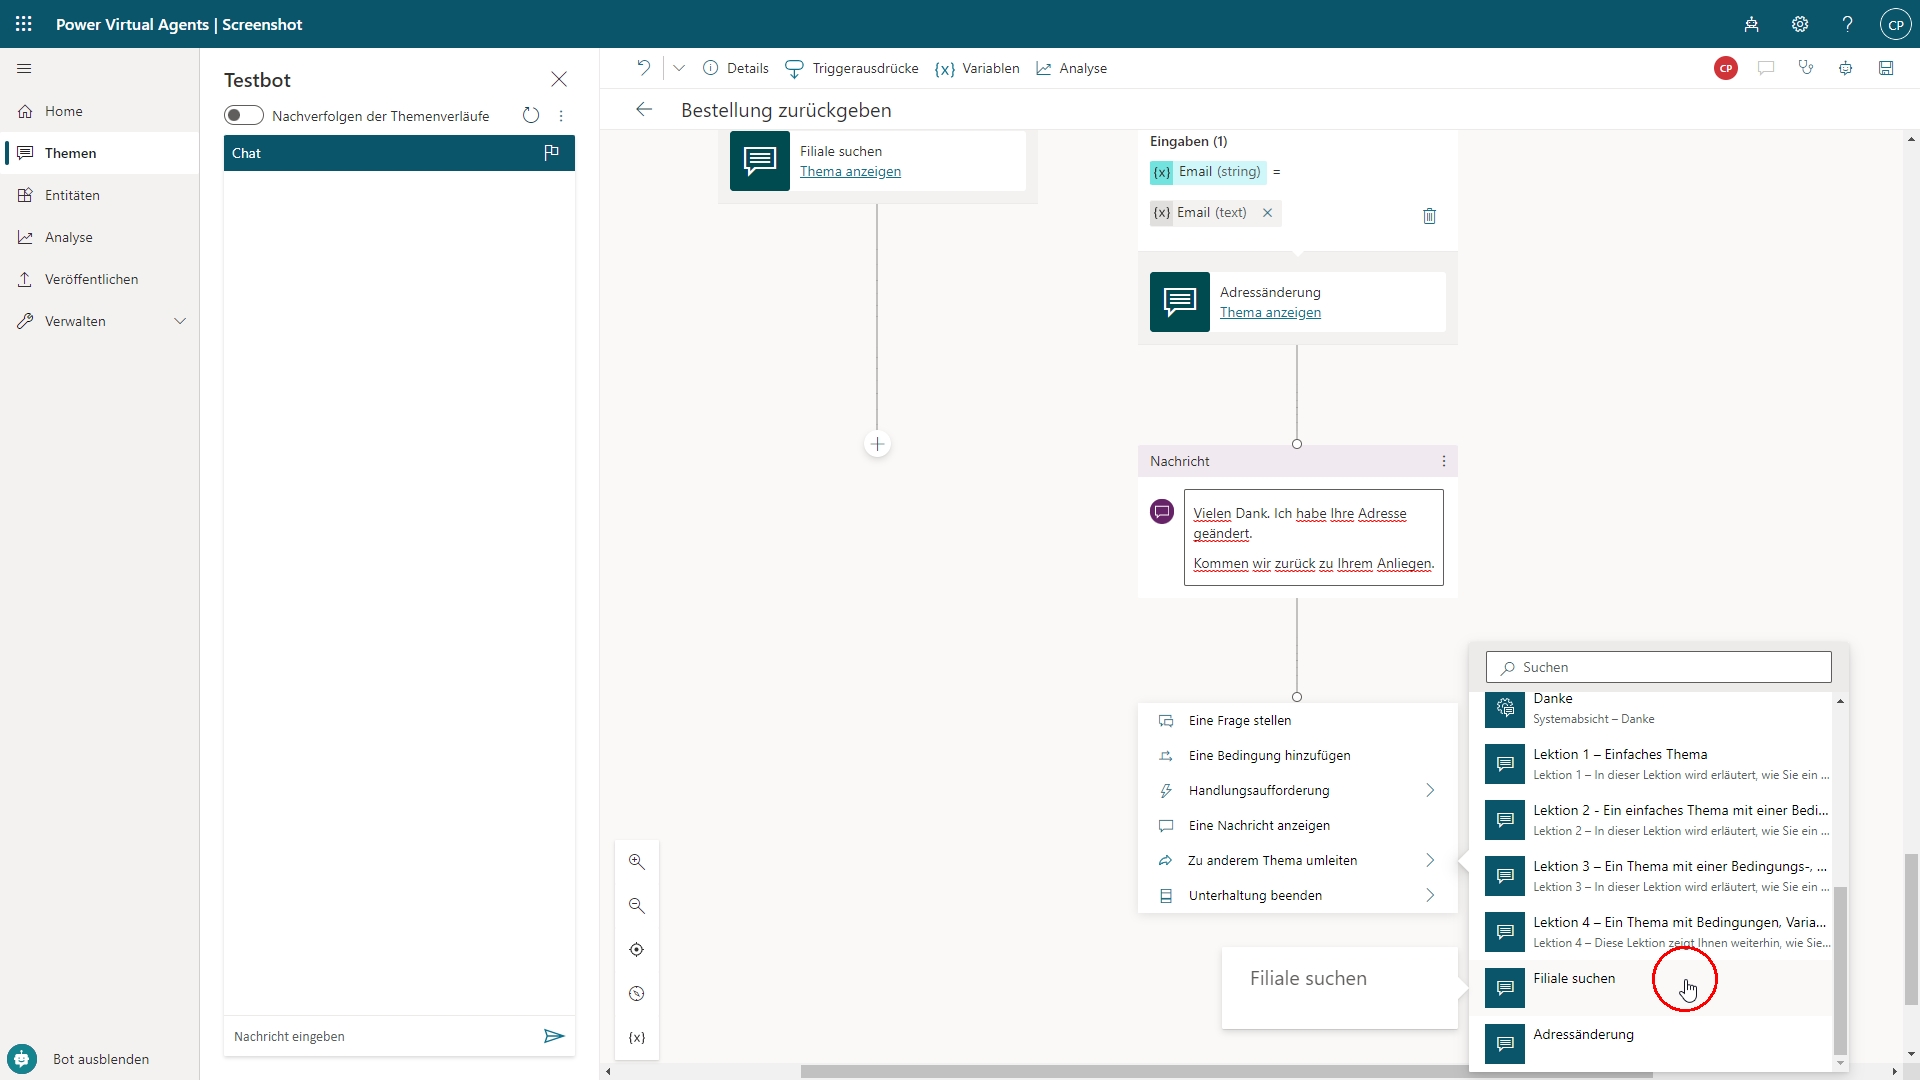 Power Virtual Agents | Screenshot
CP
Home
Themen
Entitäten
Analyse
Veröffentlichen
Verwalten
Bot ausblenden
Testbot
Nachverfolgen der Themenverläufe
Chat
Nachricht eingeben
Details
Triggerausdrücke
{x} Variablen
Analyse
CP
Bestellung zurückgeben
Filiale suchen
Thema anzeigen
Eingaben (1)
{x} Email (string) =
{x} Email (text)
Adressänderung
Thema anzeigen
Nachricht
Vielen Dank. Ich habe Ihre Adresse
geändert.
Kommen wir zurück zu Ihrem Anliegen.
Eine Frage stellen
Eine Bedingung hinzufügen
Handlungsaufforderung
Eine Nachricht anzeigen
Zu anderem Thema umleiten
Unterhaltung beenden
Filiale suchen
{x}
Suchen
Danke
Systemabsicht – Danke
Lektion 1 – Einfaches Thema
Lektion 1 – In dieser Lektion wird erläutert, wie Sie ein ...
Lektion 2 - Ein einfaches Thema mit einer Bedi...
Lektion 2 – In dieser Lektion wird erläutert, wie Sie ein ...
Lektion 3 – Ein Thema mit einer Bedingungs-, ...
Lektion 3 – In dieser Lektion wird erläutert, wie Sie ein ...
Lektion 4 – Ein Thema mit Bedingungen, Varia...
Lektion 4 – Diese Lektion zeigt Ihnen weiterhin, wie Sie...
Filiale suchen
Adressänderung